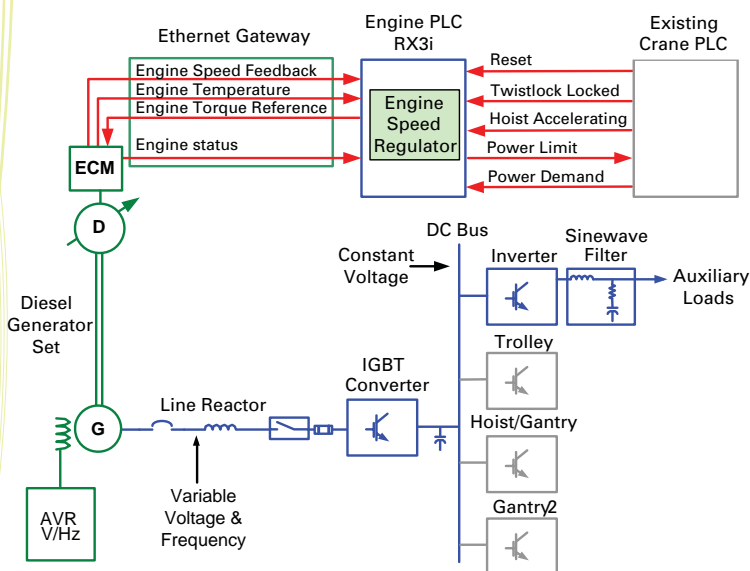 Ethernet Gateway
Engine PLC
RX3i
Existing
Crane PLC
Engine Speed Feedback
Engine Temperature
Engine Torque Reference
Engine status
Engine
Speed
Regulator
Reset
Twistlock Locked
Hoist Accelerating
Power Limit
Power Demand
ECM
D
Diesel
Generator
Set
G
AVR
V/Hz
Line Reactor
Variable
Voltage &
Frequency
IGBT
Converter
Constant
Voltage
DC Bus
Inverter
Sinewave
Filter
Auxiliary
Loads
Trolley
Hoist/Gantry
Gantry2